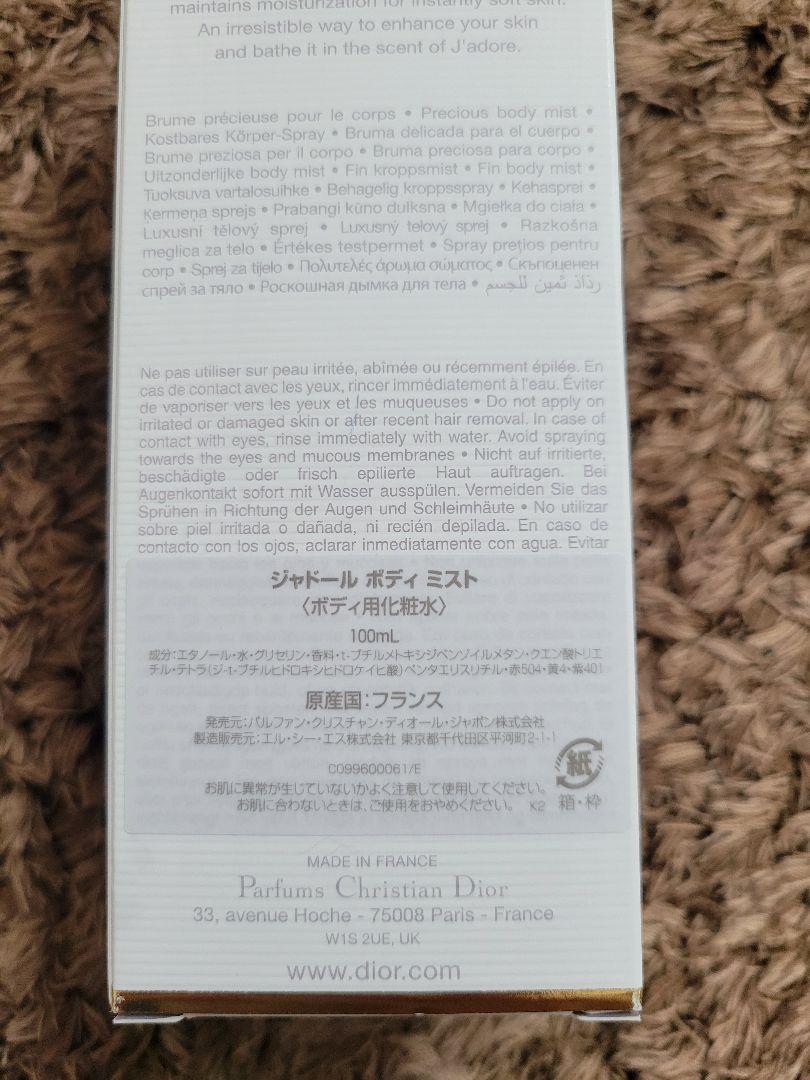 maintains moisturization for instantly soft skin.
An irresistible way to enhance your skin
and bathe it in the scent of J'adore.
Brume précieuse pour le corps • Precious body mist •
Kostbares Körper-Spray • Bruma delicada para el cuerpo •
Brume preziosa per il corpo • Bruma preciosa para corpo •
Uitzonderlijke body mist • Fin kroppsmist • Fin body mist •
Tuoksuva vartalosuihke • Behagelig kroppsspray • Kehasprei •
Ķermeņa sprejs • Prabangi kūno dulksna • Mgiełka do ciała •
Luxusní tělový sprej • Luxusný telový sprej • Razkošna
meglica za telo • Értékes testpermet • Spray prețios pentru
corp • Sprej za tijelo • Πολυτελές άρωμα σώματος • Скъпоценен
спрей за тяло • Роскошная дымка для тела • رذاذ ثمين للجسم
Ne pas utiliser sur peau irritée, abîmée ou récemment épilée. En
cas de contact avec les yeux, rincer immédiatement à l'eau. Éviter
de vaporiser vers les yeux et les muqueuses • Do not apply on
irritated or damaged skin or after recent hair removal. In case of
contact with eyes, rinse immediately with water. Avoid spraying
towards the eyes and mucous membranes • Nicht auf irritierte,
beschädigte oder frisch epilierte Haut auftragen. Bei
Augenkontakt sofort mit Wasser ausspülen. Vermeiden Sie das
Sprühen in Richtung der Augen und Schleimhäute • No utilizar
sobre piel irritada o dañada, ni recién depilada. En caso de
contacto con los ojos, aclarar inmediatamente con agua. Evitar
ジャドール ボディ ミスト
〈ボディ用化粧水〉
100mL
成分:エタノール・水・グリセリン・香料・t-ブチルメトキシジベンゾイルメタン・クエン酸トリエ
チル・テトラ(ジ-t-ブチルヒドロキシヒドロケイヒ酸)ペンタエリスリチル・赤504・黄4・紫401
原産国:フランス
発売元:パルファン・クリスチャン・ディオール・ジャポン株式会社
製造販売元:エル・シー・エス株式会社 東京都千代田区平河町2-1-1
C099600061/E
お肌に異常が生じていないかよく注意して使用してください。
お肌に合わないときは、ご使用をおやめください。 K2
紙
箱・枠
MADE IN FRANCE
Parfums Christian Dior
33, avenue Hoche - 75008 Paris - France
W1S 2UE, UK
www.dior.com